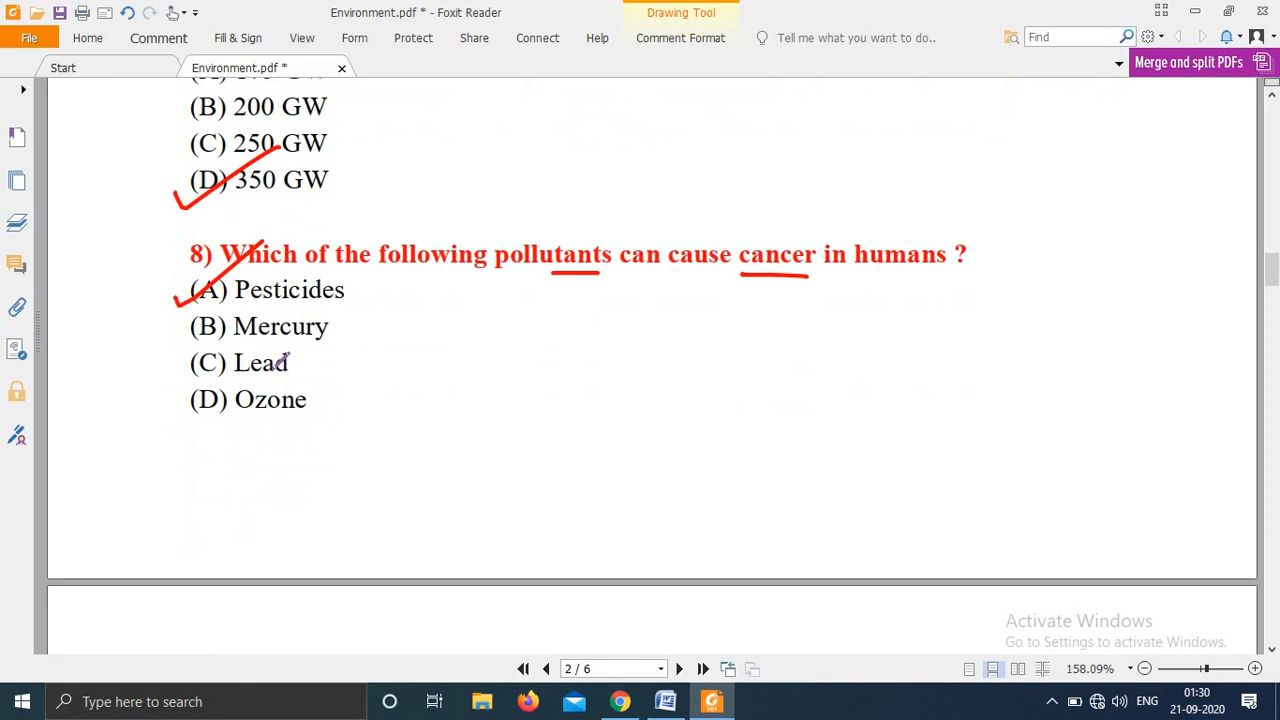 Environment.pdf * - Foxit Reader
Drawing Tool
File
Home
Comment
Fill & Sign
View
Form
Protect
Share
Connect
Help
Comment Format
Tell me what you want to do..
Find
Start
Environment.pdf *
Merge and split PDFs
(B) 200 GW
(C) 250 GW
(D) 350 GW
8) Which of the following pollutants can cause cancer in humans ?
(A) Pesticides
(B) Mercury
(C) Lead
(D) Ozone
Activate Windows
Go to Settings to activate Windows.
2 / 6
158.09%
Type here to search
ENG
01:30
21-09-2020